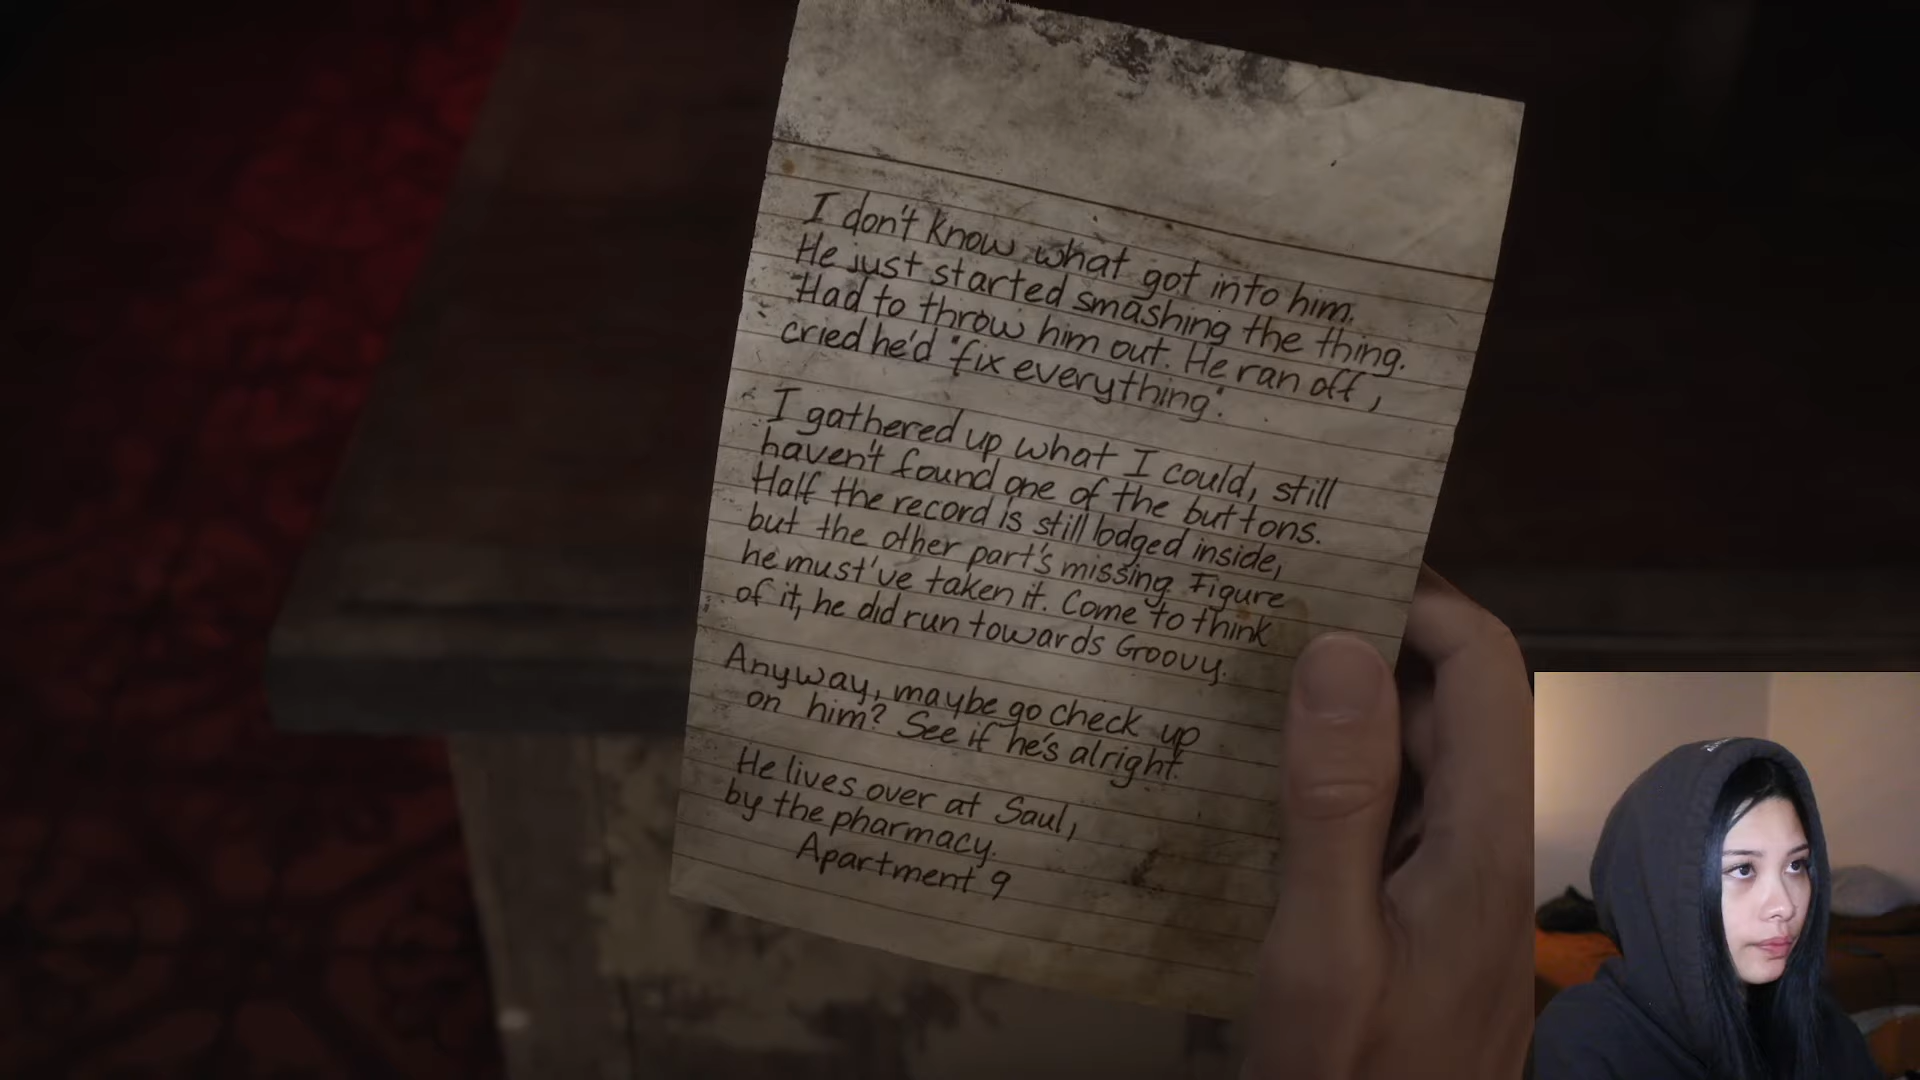 I don't know what got into him.
He just started smashing the thing.
Had to throw him out. He ran off,
cried he'd "fix everything".
I gathered up what I could, still
haven't found one of the buttons.
Half the record is still lodged inside,
but the other part's missing. Figure
he must've taken it. Come to think
of it, he did run towards Groovy.
Anyway, maybe go check up
on him? See if he's alright.
He lives over at Saul,
by the pharmacy.
Apartment 9